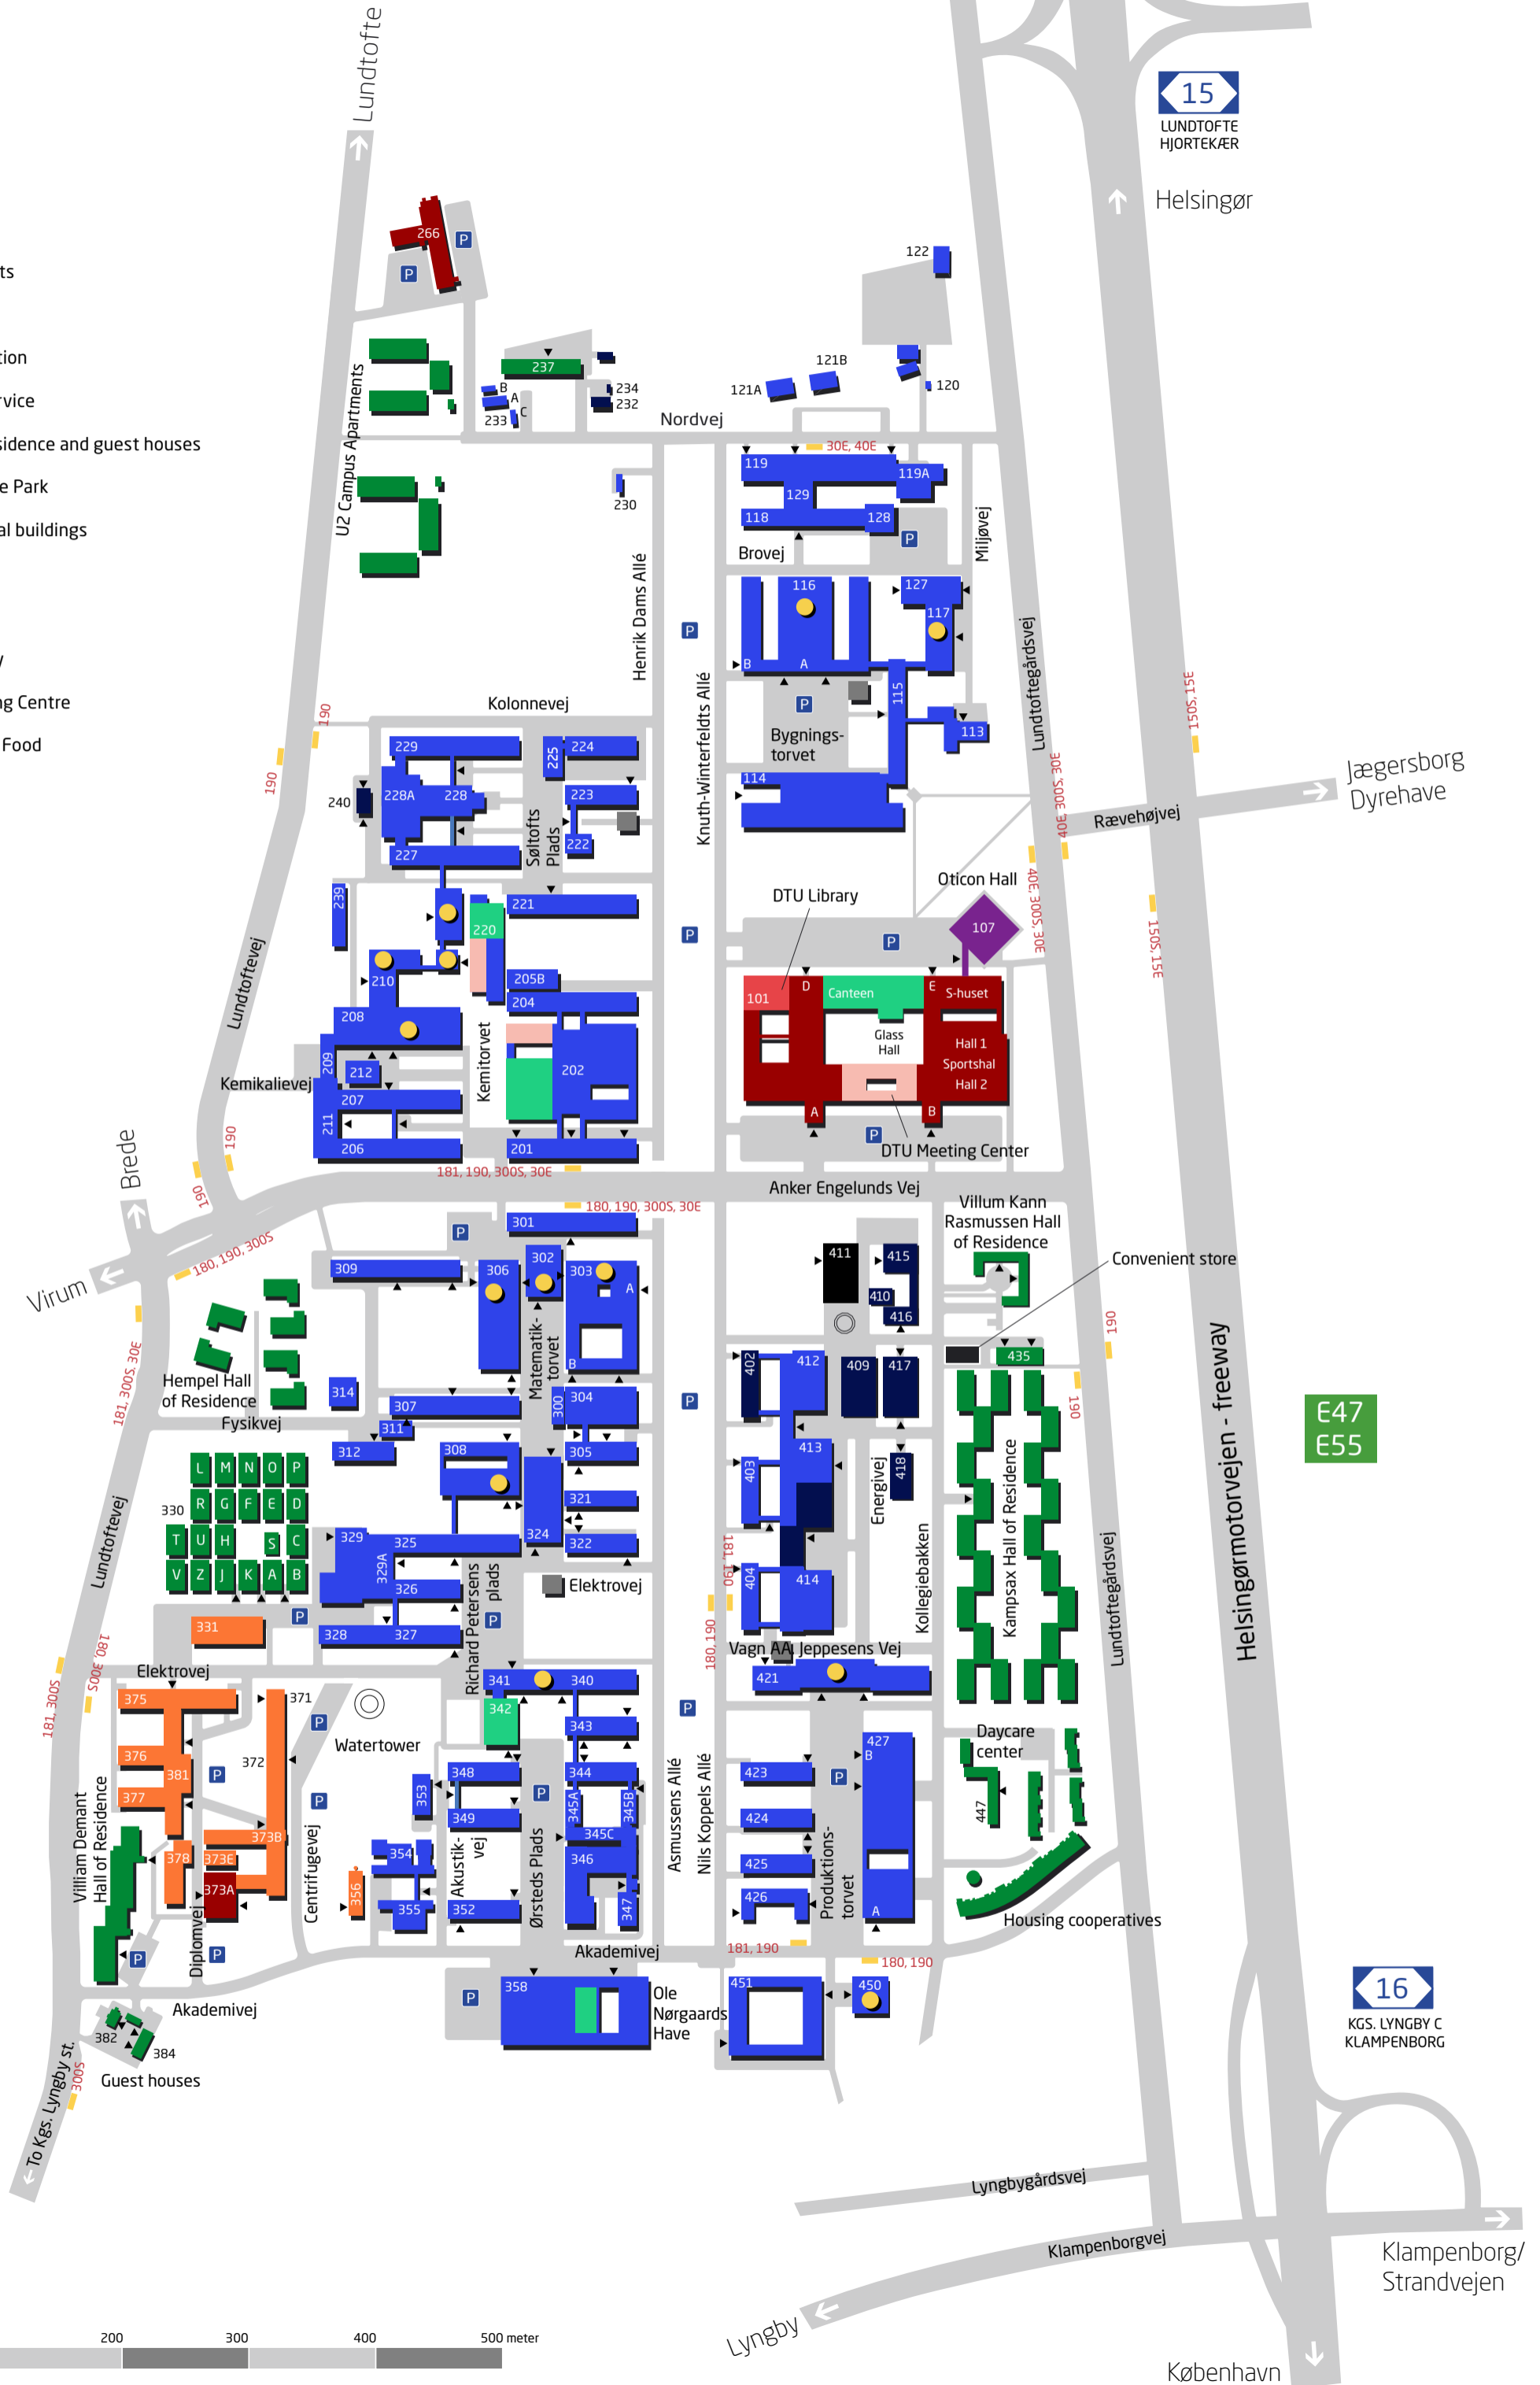 Lundtofte
15
LUNDTOFTE
HJORTEKÆR
Helsingør
ts
tion
rvice
sidence and guest houses
e Park
al buildings
/
ng Centre
Food
266
P
P
122
237
B
A
C
233
234
232
121A
121B
120
Nordvej
30E, 40E
U2 Campus Apartments
230
119
119A
129
118
128
P
Brovej
Miljøvej
Henrik Dams Allé
116
127
117
P
B
A
115
P
113
Bygnings-
torvet
114
Knuth-Winterfeldts Allé
Lundtoftegårdsvej
150S, 15E
190
190
Kolonnevej
229
225
224
228A
228
223
240
222
227
Søltofts
Plads
30E, 300S, 40E
Rævehøjvej
Jægersborg
Dyrehave
40E, 300S, 30E
150S, 15E
239
221
220
P
DTU Library
Oticon Hall
107
P
210
205B
204
208
209
212
202
Kemitorvet
Kemikalievej
207
211
206
201
Lundtoftevej
101
D
Canteen
E
S-huset
Glass
Hall
Hall 1
Sportshal
Hall 2
A
B
P
DTU Meeting Center
190
190
181, 190, 300S, 30E
Anker Engelunds Vej
180, 190, 300S, 30E
180, 190, 300S
Brede
Virum
301
P
302
303
A
B
306
309
Matematik-
torvet
Villum Kann
Rasmussen Hall
of Residence
Convenient store
411
415
410
416
190
181, 300S, 30E
Hempel Hall
of Residence
Fysikvej
314
307
300
304
P
311
312
308
305
402
412
409
417
435
190
E47
E55
L
M
N
O
P
330
R
G
F
E
D
T
U
H
S
C
V
Z
J
K
A
B
403
413
418
Energivej
Kampsax Hall of Residence
Helsingørmotorvejen - freeway
321
324
322
329
325
329A
326
328
327
Elektrovej
Richard Petersens
plads
P
P
181, 190
180,190
404
414
Kollegiebakken
Lundtoftegårdsvej
Lundtoftevej
331
Vagn Aa. Jeppesens Vej
421
180, 300S
181, 300S
Elektrovej
375
371
341
340
342
343
P
376
381
372
377
P
P
P
Watertower
348
344
353
349
P
345A
345B
345C
346
347
Asmussens Allé
Nils Koppels Allé
423
424
425
426
P
427
B
A
Produktions-
torvet
Daycare
center
447
Housing cooperatives
Villiam Demant
Hall of Residence
373B
378
373E
373A
356
354
355
352
Akustik-
vej
Ørsteds Plads
Centrifugevej
Diplomvej
P
P
Akademivej
181, 190
180, 190
Akademivej
P
358
Ole
Nørgaards
Have
451
450
382
384
Guest houses
300S
To Kgs. Lyngby st.
16
KGS. LYNGBY C
KLAMPENBORG
Lyngbygårdsvej
Klampenborgvej
Klampenborg/
Strandvejen
Lyngby
København
200
300
400
500 meter